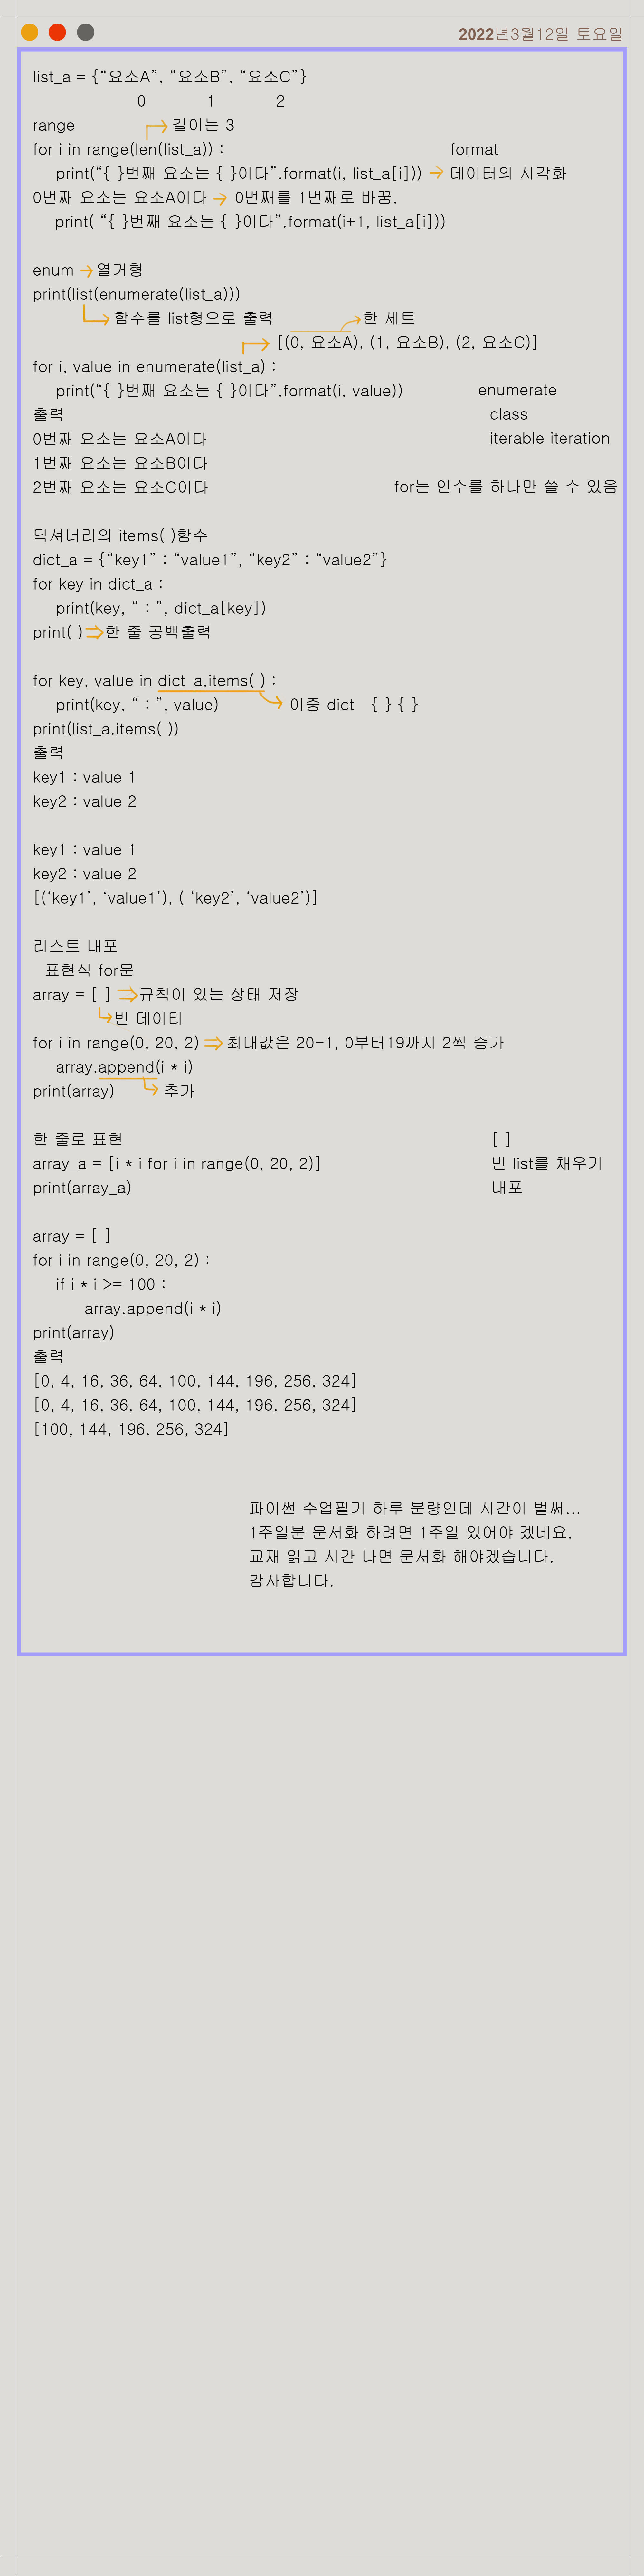 2022년3월12일 토요일
list_a = {“요소A”, “요소B”, “요소C”}
0 1 2
range → 길이는 3
for i in range(len(list_a)) : format
print(“{ }번째 요소는 { }이다”.format(i, list_a[i])) → 데이터의 시각화
0번째 요소는 요소A이다 → 0번째를 1번째로 바꿈.
print( “{ }번째 요소는 { }이다”.format(i+1, list_a[i]))
enum → 열거형
print(list(enumerate(list_a)))
→ 함수를 list형으로 출력 → 한 세트
→ [(0, 요소A), (1, 요소B), (2, 요소C)]
for i, value in enumerate(list_a) :
print(“{ }번째 요소는 { }이다”.format(i, value)) enumerate
출력 class
0번째 요소는 요소A이다 iterable iteration
1번째 요소는 요소B이다
2번째 요소는 요소C이다 for는 인수를 하나만 쓸 수 있음
딕셔너리의 items( )함수
dict_a = {“key1” : “value1”, “key2” : “value2”}
for key in dict_a :
print(key, “ : ”, dict_a[key])
print( ) ⇒ 한 줄 공백출력
for key, value in dict_a.items( ) :
print(key, “ : ”, value) → 이중 dict { } { }
print(list_a.items( ))
출력
key1 : value 1
key2 : value 2
key1 : value 1
key2 : value 2
[(‘key1’, ‘value1’), ( ‘key2’, ‘value2’)]
리스트 내포
표현식 for문
array = [ ] ⇒ 규칙이 있는 상태 저장
→ 빈 데이터
for i in range(0, 20, 2) ⇒ 최대값은 20-1, 0부터19까지 2씩 증가
array.append(i * i)
print(array) → 추가
한 줄로 표현 [ ]
array_a = [i * i for i in range(0, 20, 2)] 빈 list를 채우기
print(array_a) 내포
array = [ ]
for i in range(0, 20, 2) :
if i * i >= 100 :
array.append(i * i)
print(array)
출력
[0, 4, 16, 36, 64, 100, 144, 196, 256, 324]
[0, 4, 16, 36, 64, 100, 144, 196, 256, 324]
[100, 144, 196, 256, 324]
파이썬 수업필기 하루 분량인데 시간이 벌써...
1주일분 문서화 하려면 1주일 있어야 겠네요.
교재 읽고 시간 나면 문서화 해야겠습니다.
감사합니다.